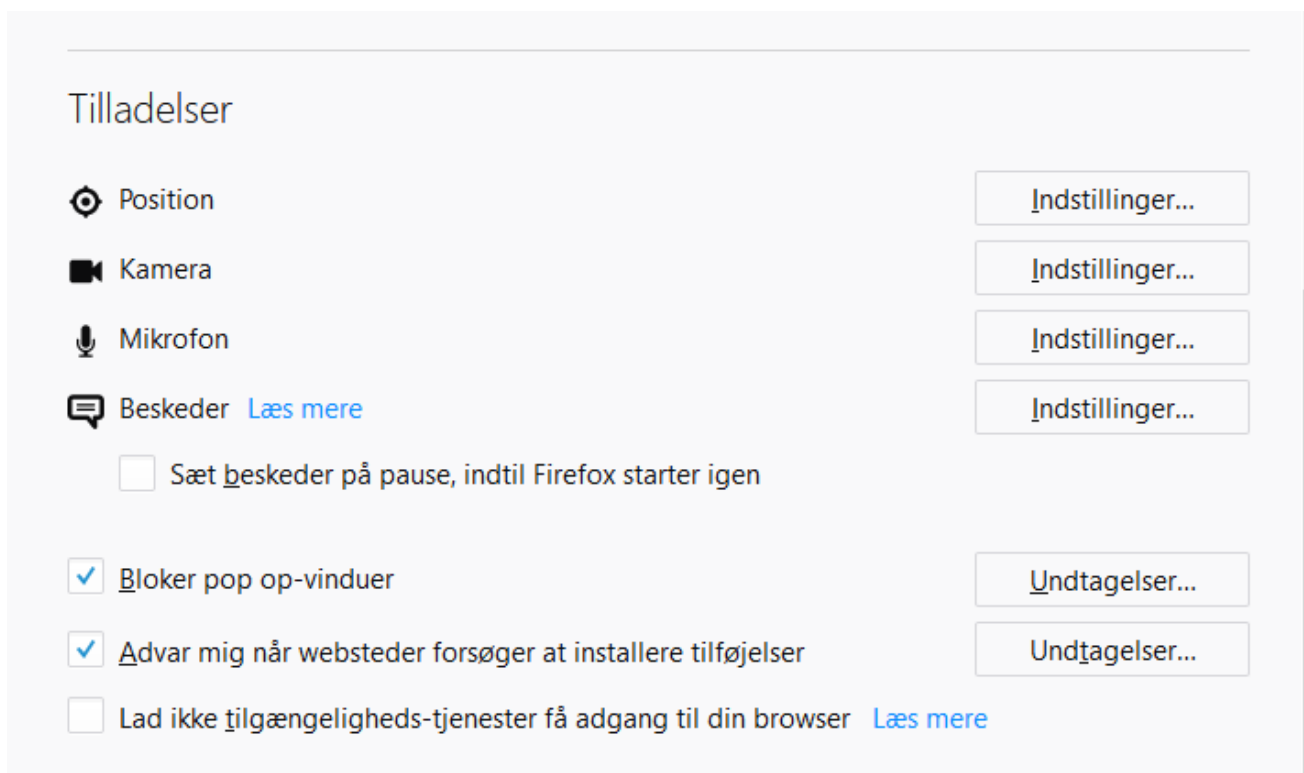 Tilladelser
Position Indstillinger...
Kamera Indstillinger...
Mikrofon Indstillinger...
Beskeder Læs mere Indstillinger...
Sæt beskeder på pause, indtil Firefox starter igen
Bloker pop op-vinduer Undtagelser...
Advar mig når websteder forsøger at installere tilføjelser Undtagelser...
Lad ikke tilgængeligheds-tjenester få adgang til din browser Læs mere